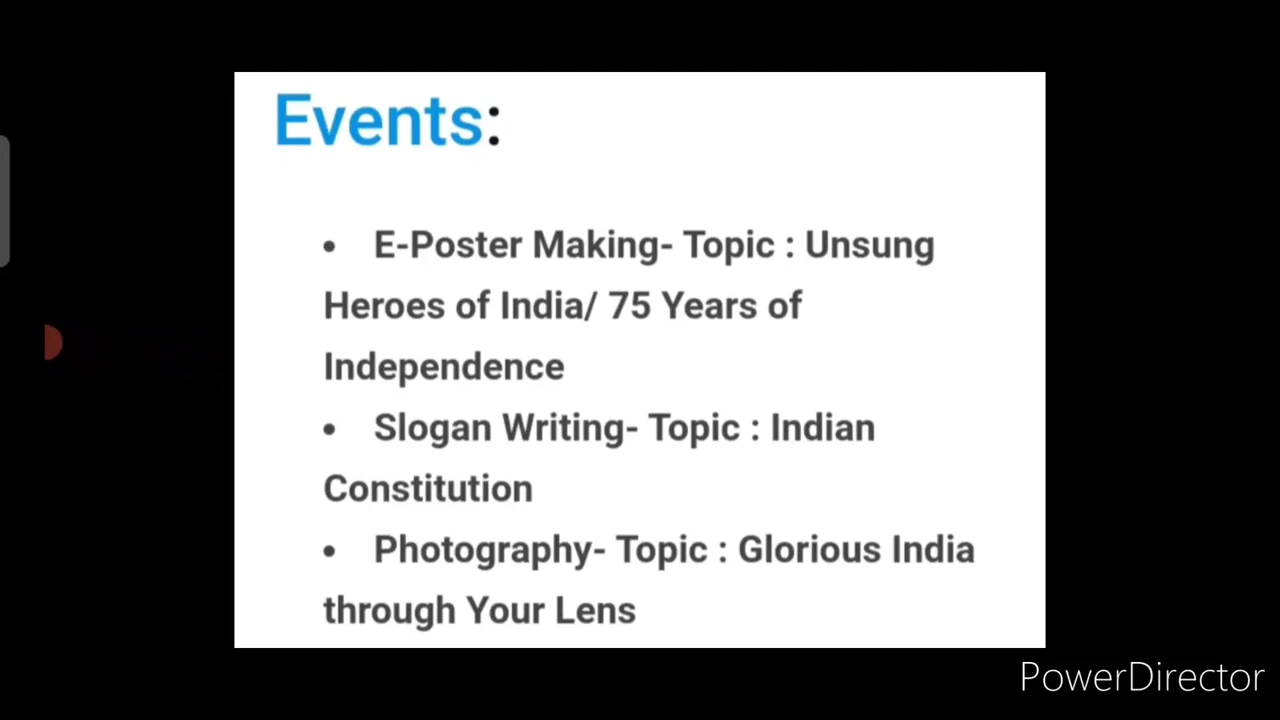 Events:
• E-Poster Making- Topic : Unsung
Heroes of India/ 75 Years of
Independence
• Slogan Writing- Topic : Indian
Constitution
• Photography- Topic : Glorious India
through Your Lens
PowerDirector